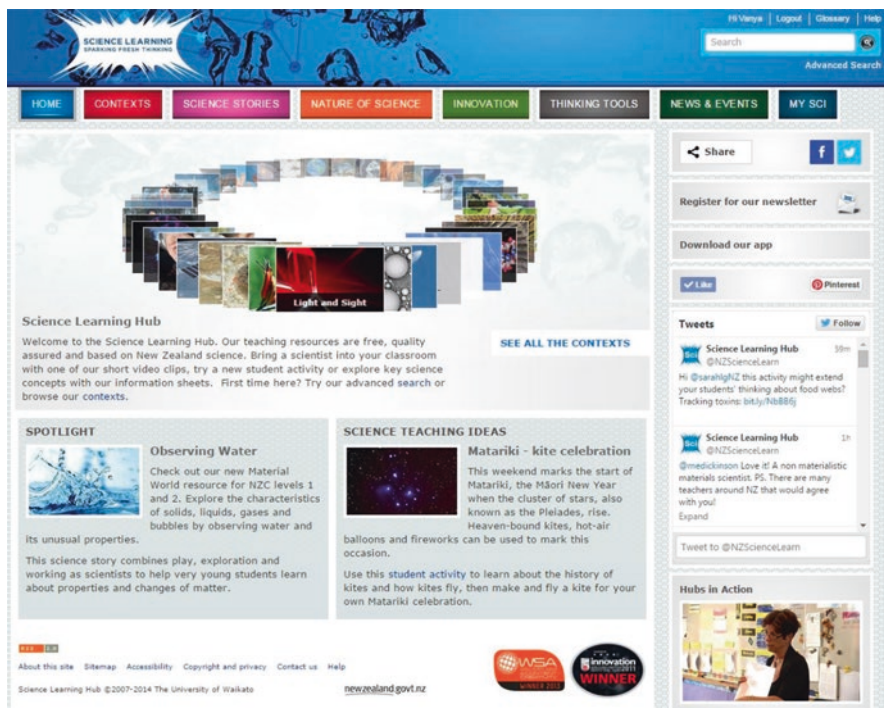 Hi Vanya | Logout | Glossary | Help
SCIENCE LEARNING
SPARKING FRESH THINKING
Search
Advanced Search
HOME
CONTEXTS
SCIENCE STORIES
NATURE OF SCIENCE
INNOVATION
THINKING TOOLS
NEWS & EVENTS
MY SCI
Light and Sight
Science Learning Hub
Welcome to the Science Learning Hub. Our teaching resources are free, quality
assured and based on New Zealand science. Bring a scientist into your classroom
with one of our short video clips, try a new student activity or explore key science
concepts with our information sheets. First time here? Try our advanced search or
browse our contexts.
SEE ALL THE CONTEXTS
SPOTLIGHT
Observing Water
Check out our new Material
World resource for NZC levels 1
and 2. Explore the characteristics
of solids, liquids, gases and
bubbles by observing water and
its unusual properties.
This science story combines play, exploration and
working as scientists to help very young students learn
about properties and changes of matter.
SCIENCE TEACHING IDEAS
Matariki - kite celebration
This weekend marks the start of
Matariki, the Māori New Year
when the cluster of stars, also
known as the Pleiades, rise.
Heaven-bound kites, hot-air
balloons and fireworks can be used to mark this
occasion.
Use this student activity to learn about the history of
kites and how kites fly, then make and fly a kite for your
own Matariki celebration.
Share
Register for our newsletter
Download our app
Like
Pinterest
Tweets
Follow
Science Learning Hub
@NZScienceLearn
Hi @sarahlgNZ this activity might extend
your students' thinking about food webs?
Tracking toxins: bit.ly/NbBB6j
Sci
Science Learning Hub 1h
@NZScienceLearn
@medickinson Love it! A non materialistic
materials scientist. PS. There are many
teachers around NZ that would agree
with you!
Expand
Tweet to @NZScienceLearn
Hubs in Action
RSS 2.0
About this site Sitemap Accessibility Copyright and privacy Contact us Help
Science Learning Hub ©2007-2014 The University of Waikato
newzealand.govt.nz
WSA
WINNER 2013
innovation
2011
WINNER